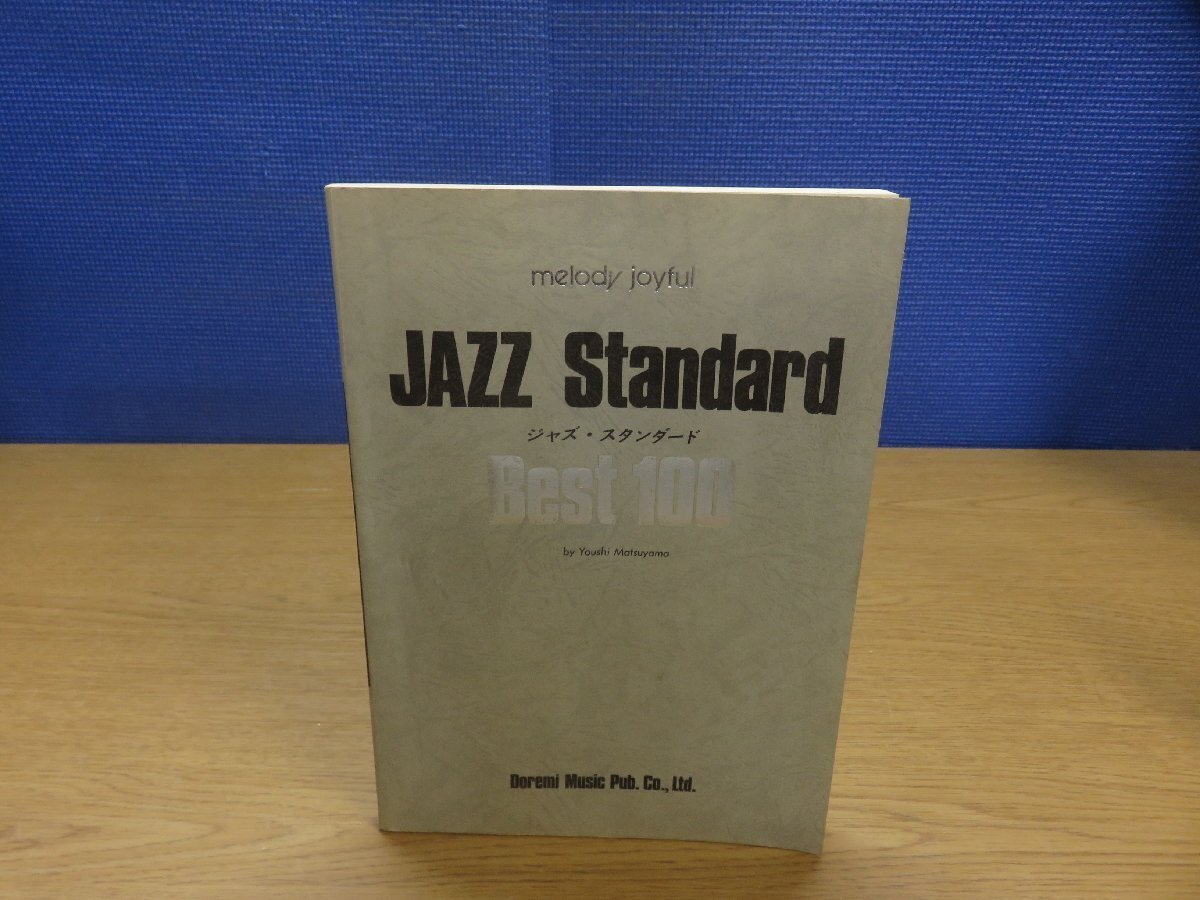 melody joyful
JAZZ Standard
ジャズ・スタンダード
Best 100
by Youshi Matsuyama
Doremi Music Pub. Co., Ltd.